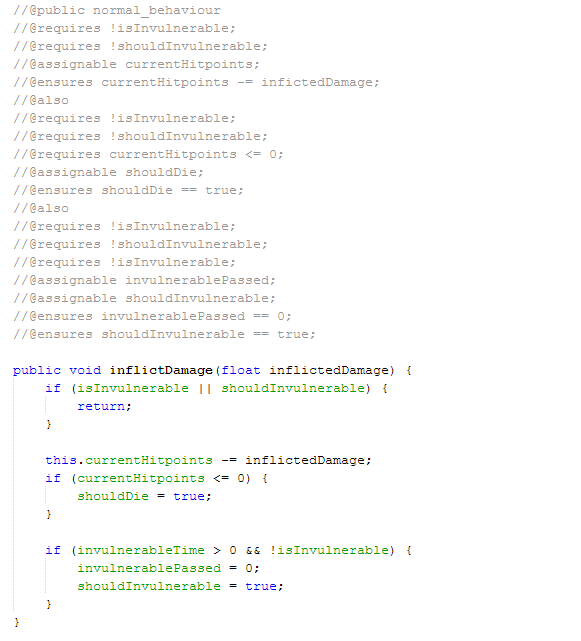 //@public normal_behaviour
//@requires !isInvulnerable;
//@requires !shouldInvulnerable;
//@assignable currentHitpoints;
//@ensures currentHitpoints -= infictedDamage;
//@also
//@requires !isInvulnerable;
//@requires !shouldInvulnerable;
//@requires currentHitpoints <= 0;
//@assignable shouldDie;
//@ensures shouldDie == true;
//@also
//@requires !isInvulnerable;
//@requires !shouldInvulnerable;
//@requires !isInvulnerable;
//@assignable invulnerablePassed;
//@assignable shouldInvulnerable;
//@ensures invulnerablePassed == 0;
//@ensures shouldInvulnerable == true;
public void inflictDamage(float inflictedDamage) {
    if (isInvulnerable || shouldInvulnerable) {
        return;
    }
    this.currentHitpoints -= inflictedDamage;
    if (currentHitpoints <= 0) {
        shouldDie = true;
    }
    if (invulnerableTime > 0 && !isInvulnerable) {
        invulnerablePassed = 0;
        shouldInvulnerable = true;
    }
}